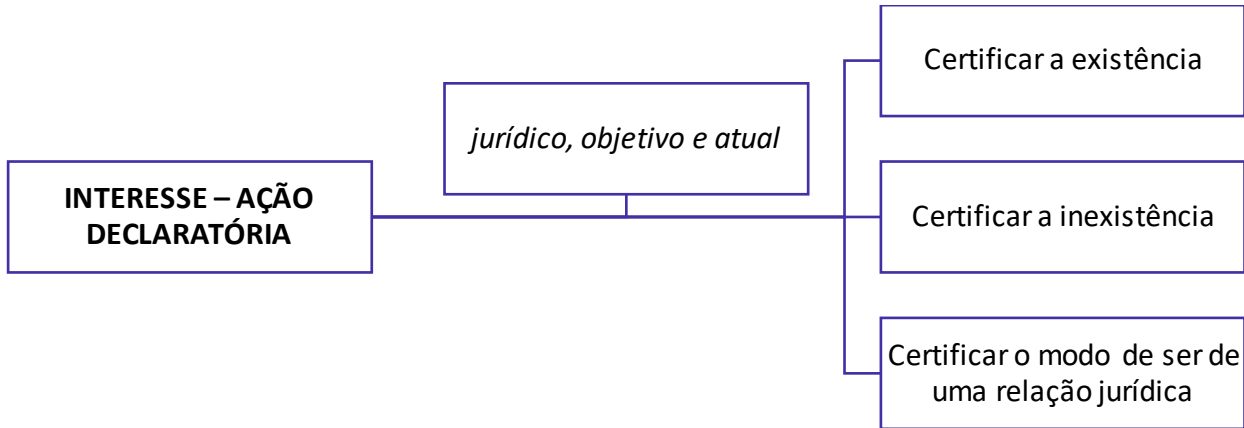 INTERESSE – AÇÃO
DECLARATÓRIA
jurídico, objetivo e atual
Certificar a existência
Certificar a inexistência
Certificar o modo de ser de
uma relação jurídica